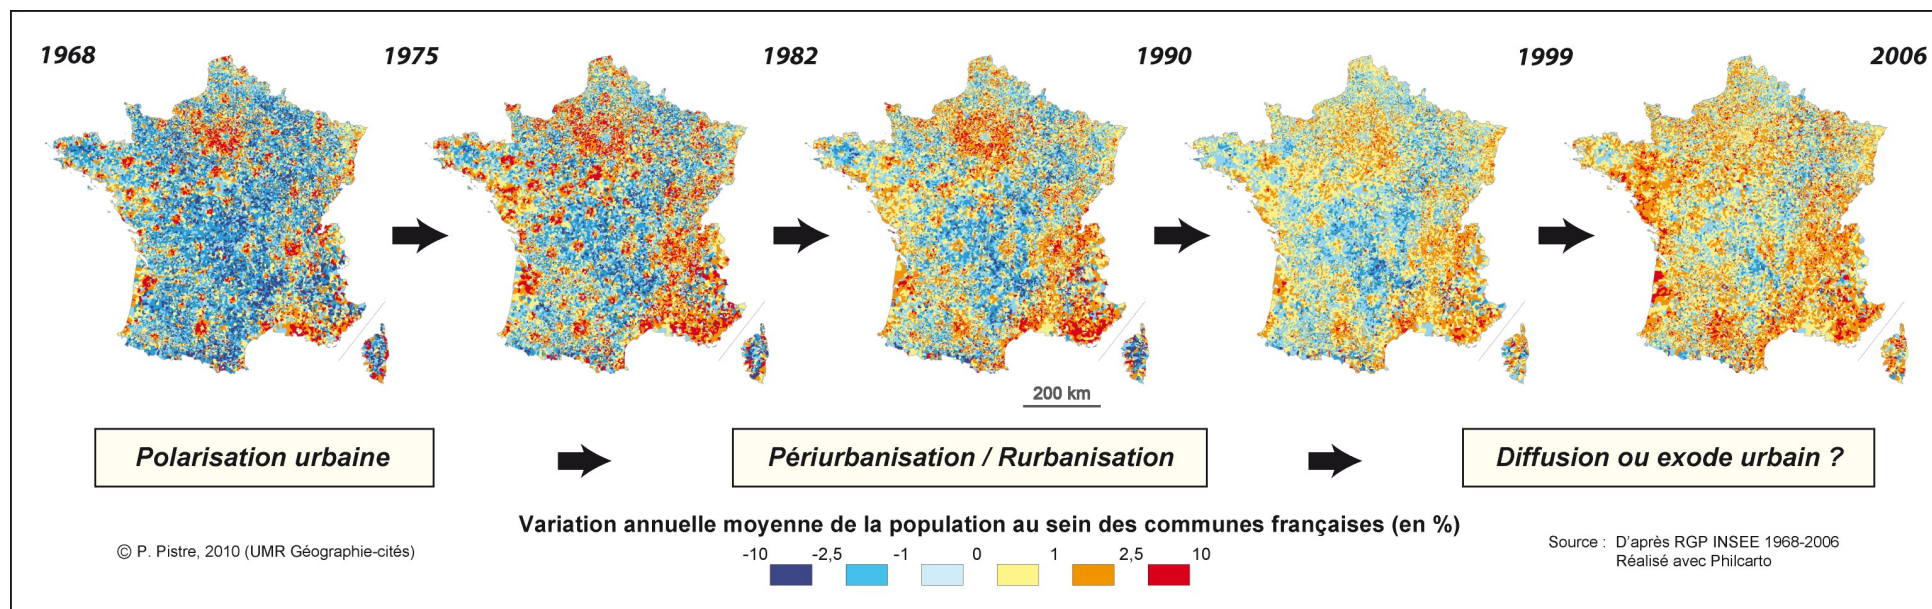 1968 1975 1982 1990 1999 2006
200 km
Polarisation urbaine
Périurbanisation / Rurbanisation
Diffusion ou exode urbain ?
Variation annuelle moyenne de la population au sein des communes françaises (en %)
-10 -2,5 -1 0 1 2,5 10
© P. Pistre, 2010 (UMR Géographie-cités)
Source : D'après RGP INSEE 1968-2006
Réalisé avec Philcarto